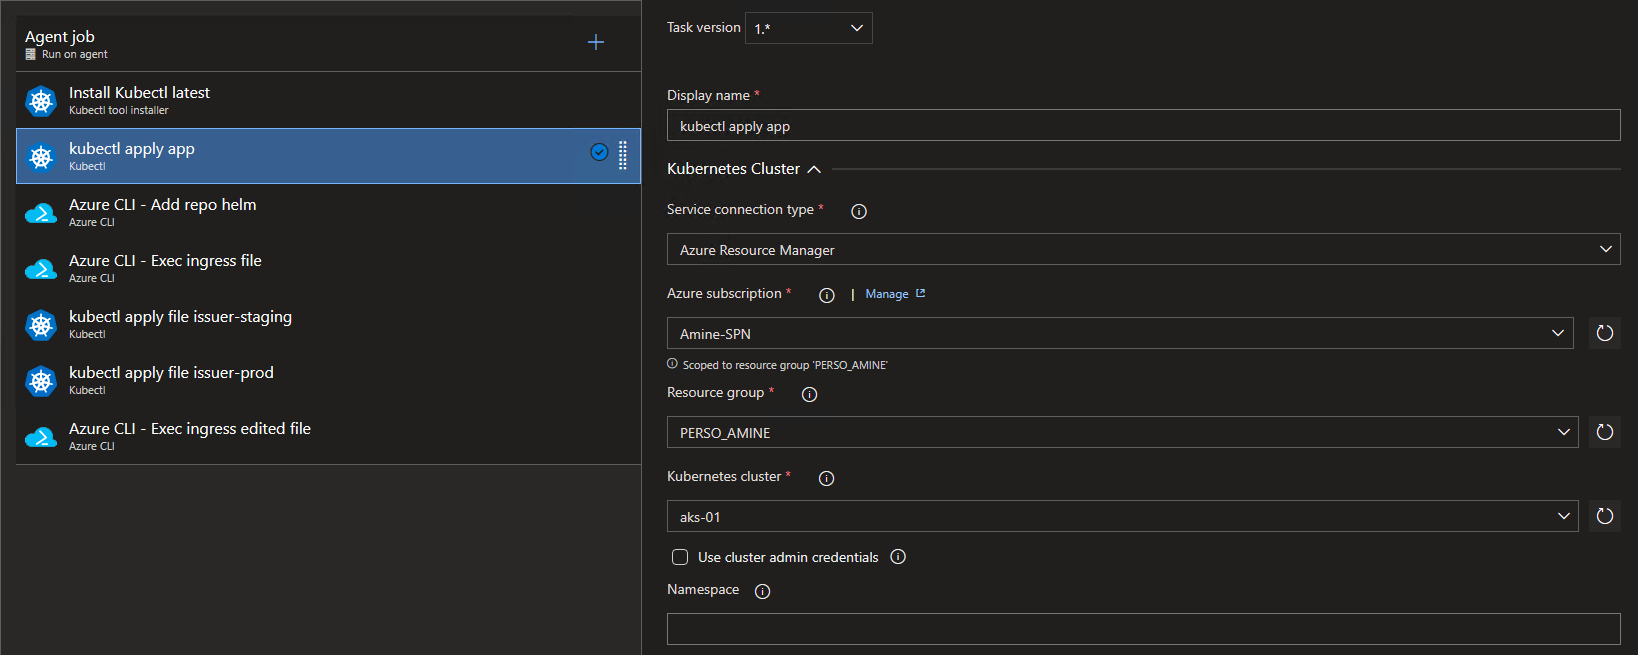 Agent job
Run on agent
Install Kubectl latest
Kubectl tool installer
kubectl apply app
Kubectl
Azure CLI - Add repo helm
Azure CLI
Azure CLI - Exec ingress file
Azure CLI
kubectl apply file issuer-staging
Kubectl
kubectl apply file issuer-prod
Kubectl
Azure CLI - Exec ingress edited file
Azure CLI
Task version 1.*
Display name *
kubectl apply app
Kubernetes Cluster
Service connection type *
Azure Resource Manager
Azure subscription * | Manage
Amine-SPN
Scoped to resource group 'PERSO_AMINE'
Resource group *
PERSO_AMINE
Kubernetes cluster *
aks-01
Use cluster admin credentials
Namespace